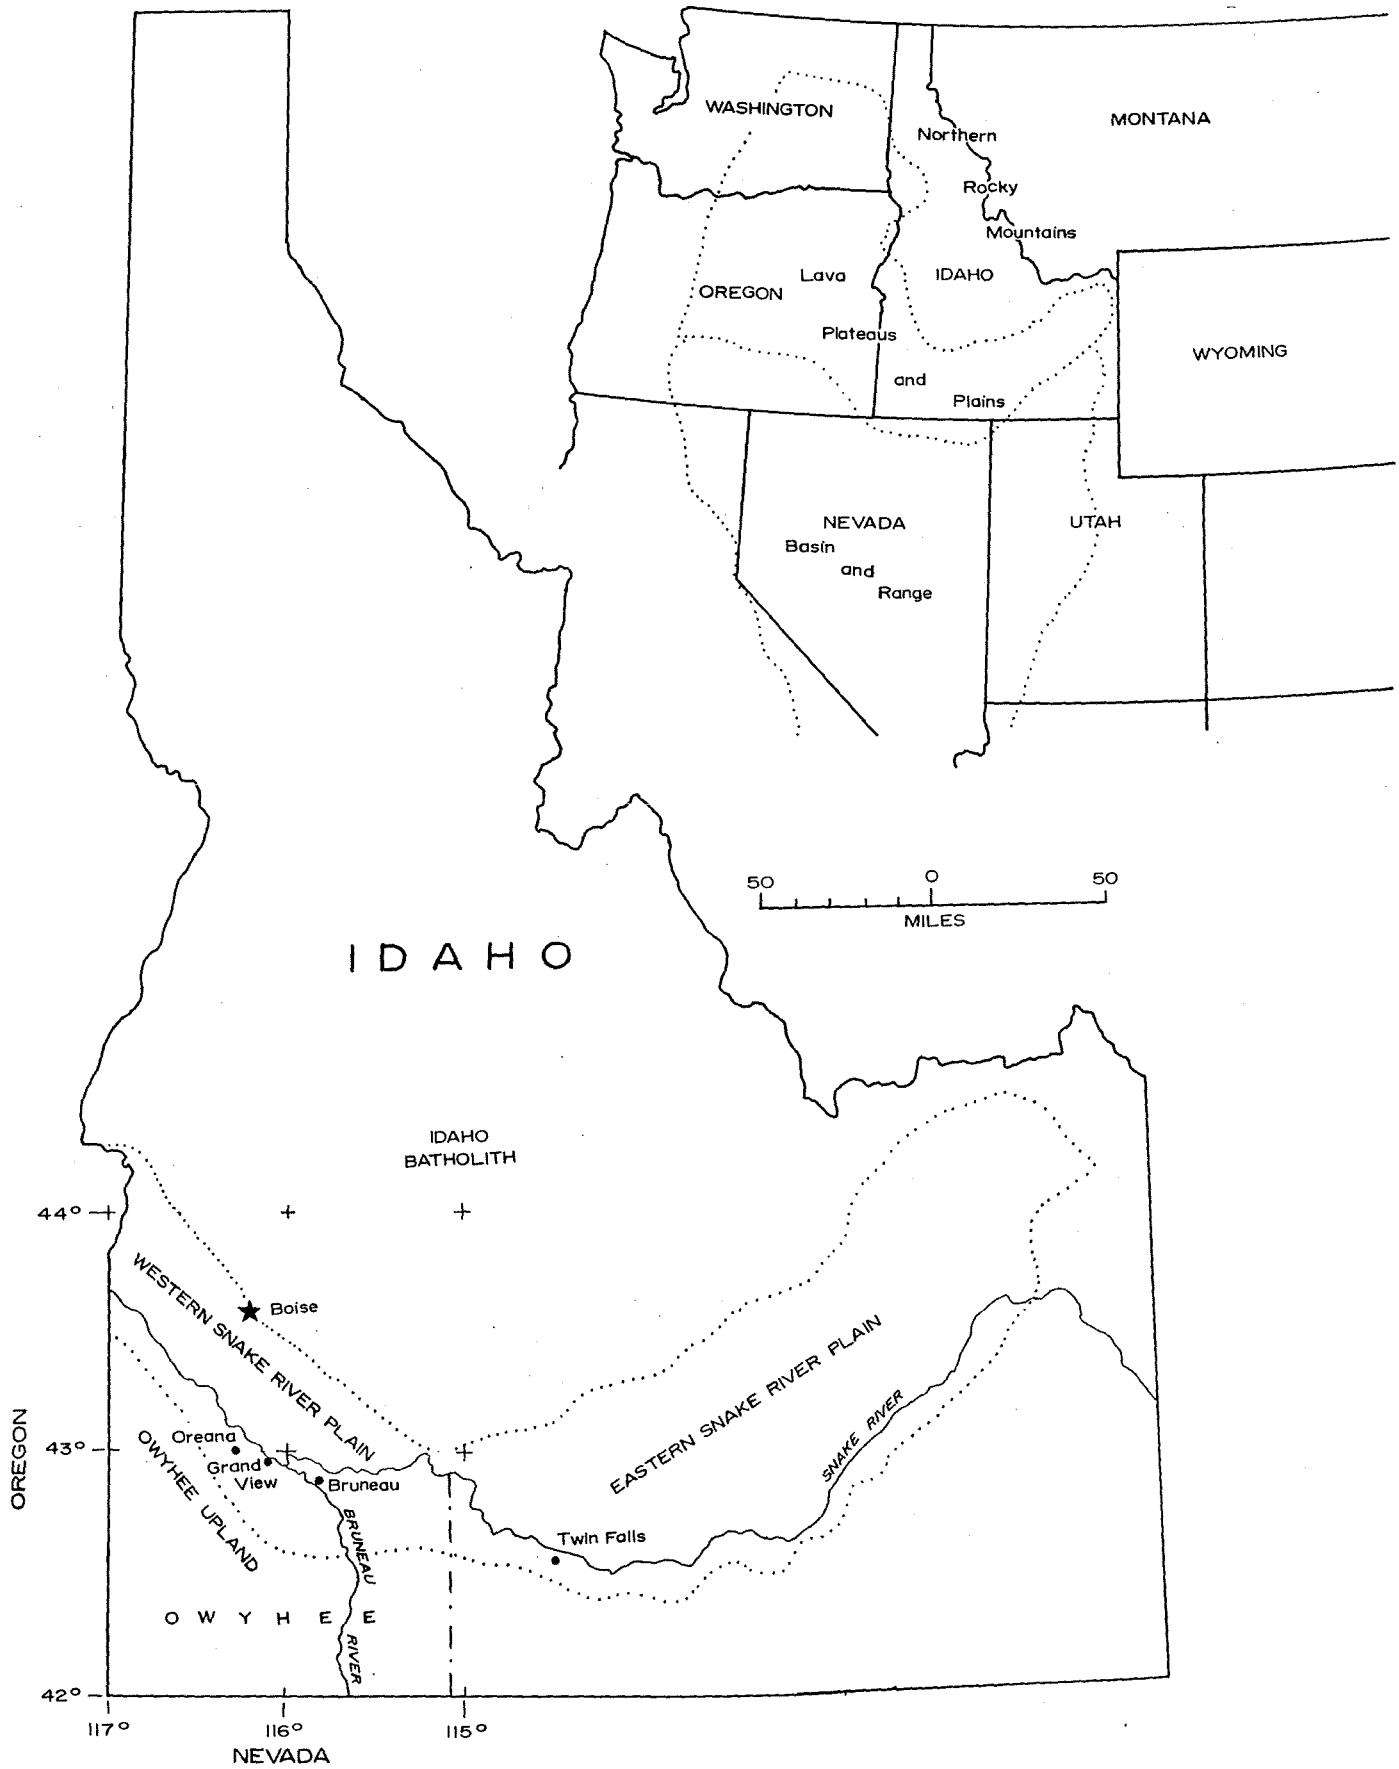 WASHINGTON
MONTANA
Northern
Rocky
Mountains
Lava
IDAHO
OREGON
Plateaus
WYOMING
and
Plains
NEVADA
UTAH
Basin
and
Range
50 0 50
MILES
IDAHO
IDAHO
BATHOLITH
44°
WESTERN SNAKE RIVER PLAIN
Boise
EASTERN SNAKE RIVER PLAIN
SNAKE RIVER
OREGON
43°
Oreana
Grand
View
Bruneau
OWYHEE UPLAND
BRUNEAU
RIVER
Twin Falls
OWYHEE
42°
117° 116° 115°
NEVADA